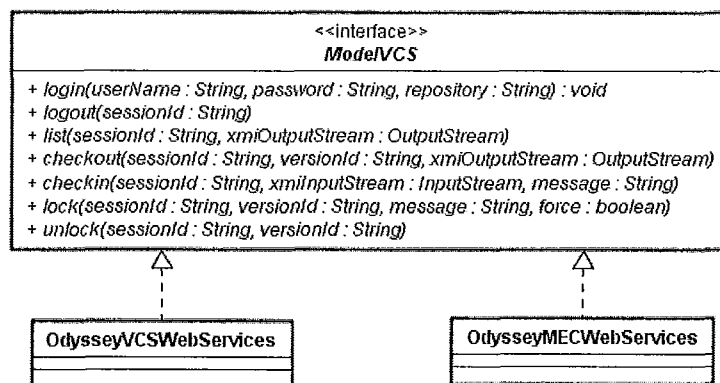 <<interface>>
ModelVCS
+ login(userName : String, password : String, repository : String) : void
+ logout(sessionId : String)
+ list(sessionId : String, xmiOutputStream : OutputStream)
+ checkout(sessionId : String, versionId : String, xmiOutputStream : OutputStream)
+ checkin(sessionId : String, xmiInputStream : InputStream, message : String)
+ lock(sessionId : String, versionId : String, message : String, force : boolean)
+ unlock(sessionId : String, versionId : String)
OdysseyVCSWebServices
OdysseyMECWebServices